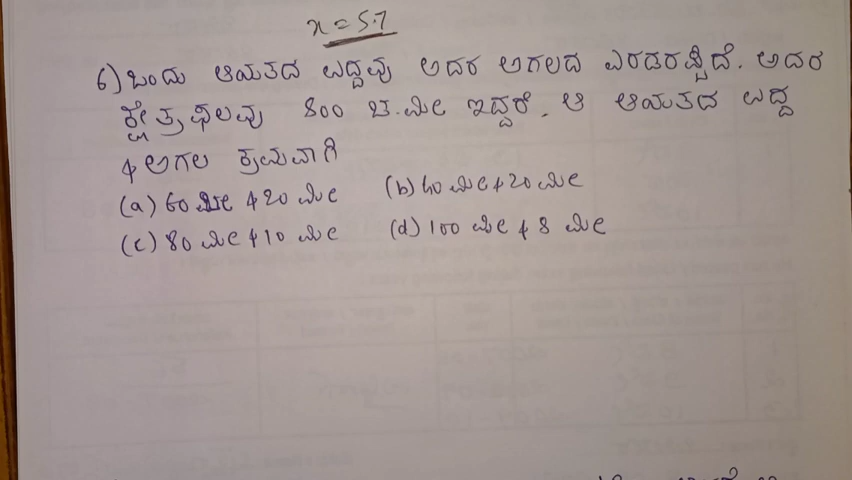 x = 5.7
6) ಒಂದು ಆಯತದ ಉದ್ದವು ಅದರ ಅಗಲದ ಎರಡರಷ್ಟಿದೆ. ಅದರ
ಕ್ಷೇತ್ರಫಲವು 800 ಚ.ಮೀ ಇದ್ದರೆ. ಆ ಆಯತದ ಉದ್ದ
& ಅಗಲ ಕ್ರಮವಾಗಿ
(a) 60 ಮೀ & 20 ಮೀ (b) 40 ಮೀ & 20 ಮೀ
(c) 80 ಮೀ & 10 ಮೀ (d) 100 ಮೀ & 8 ಮೀ